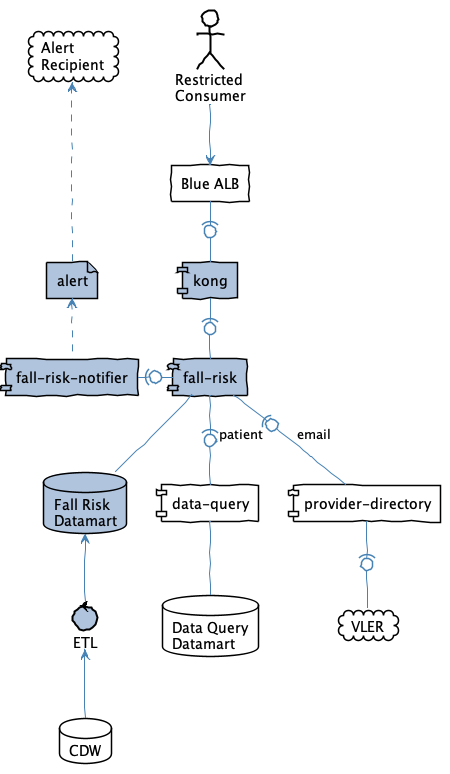 Alert
Recipient
Restricted
Consumer
Blue ALB
alert
kong
fall-risk-notifier
fall-risk
patient
email
Fall Risk
Datamart
data-query
provider-directory
ETL
Data Query
Datamart
VLER
CDW